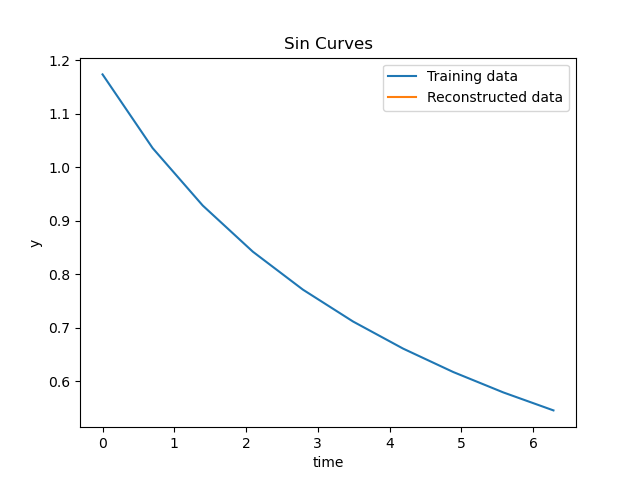 Sin Curves
Training data
Reconstructed data
1.2
1.1
1.0
0.9
0.8
0.7
0.6
y
0 1 2 3 4 5 6
time